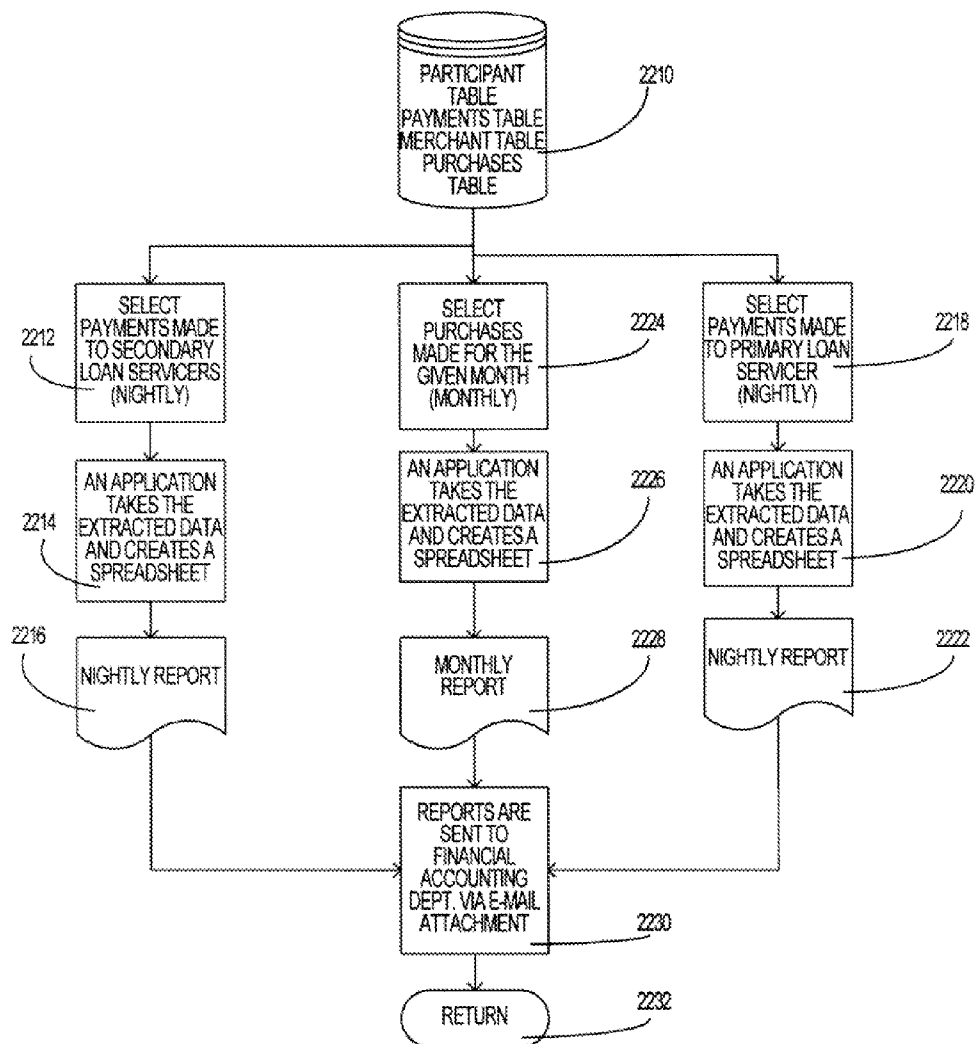 PARTICIPANT
TABLE
PAYMENTS TABLE
MERCHANT TABLE
PURCHASES
TABLE
2210
SELECT
PAYMENTS MADE
TO SECONDARY
LOAN SERVICERS
(NIGHTLY)
2212
SELECT
PURCHASES
MADE FOR THE
GIVEN MONTH
(MONTHLY)
2224
SELECT
PAYMENTS MADE
TO PRIMARY LOAN
SERVICER
(NIGHTLY)
2218
AN APPLICATION
TAKES THE
EXTRACTED DATA
AND CREATES A
SPREADSHEET
2214
AN APPLICATION
TAKES THE
EXTRACTED DATA
AND CREATES A
SPREADSHEET
2226
AN APPLICATION
TAKES THE
EXTRACTED DATA
AND CREATES A
SPREADSHEET
2220
2216
NIGHTLY REPORT
MONTHLY
REPORT
2228
NIGHTLY REPORT
2222
REPORTS ARE
SENT TO
FINANCIAL
ACCOUNTING
DEPT. VIA E-MAIL
ATTACHMENT
2230
RETURN
2232